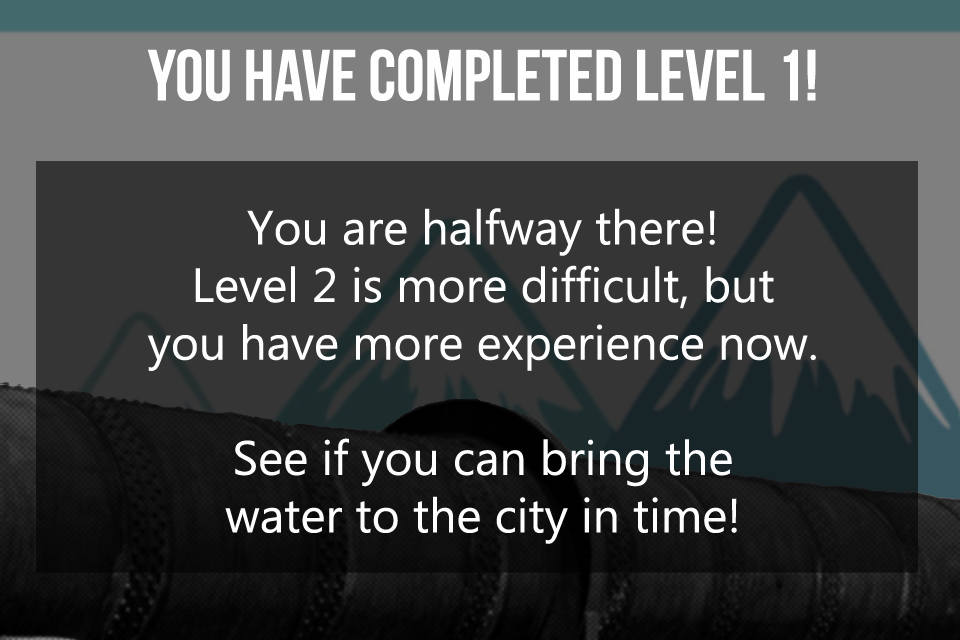 YOU HAVE COMPLETED LEVEL 1!
You are halfway there!
Level 2 is more difficult, but
you have more experience now.
See if you can bring the
water to the city in time!